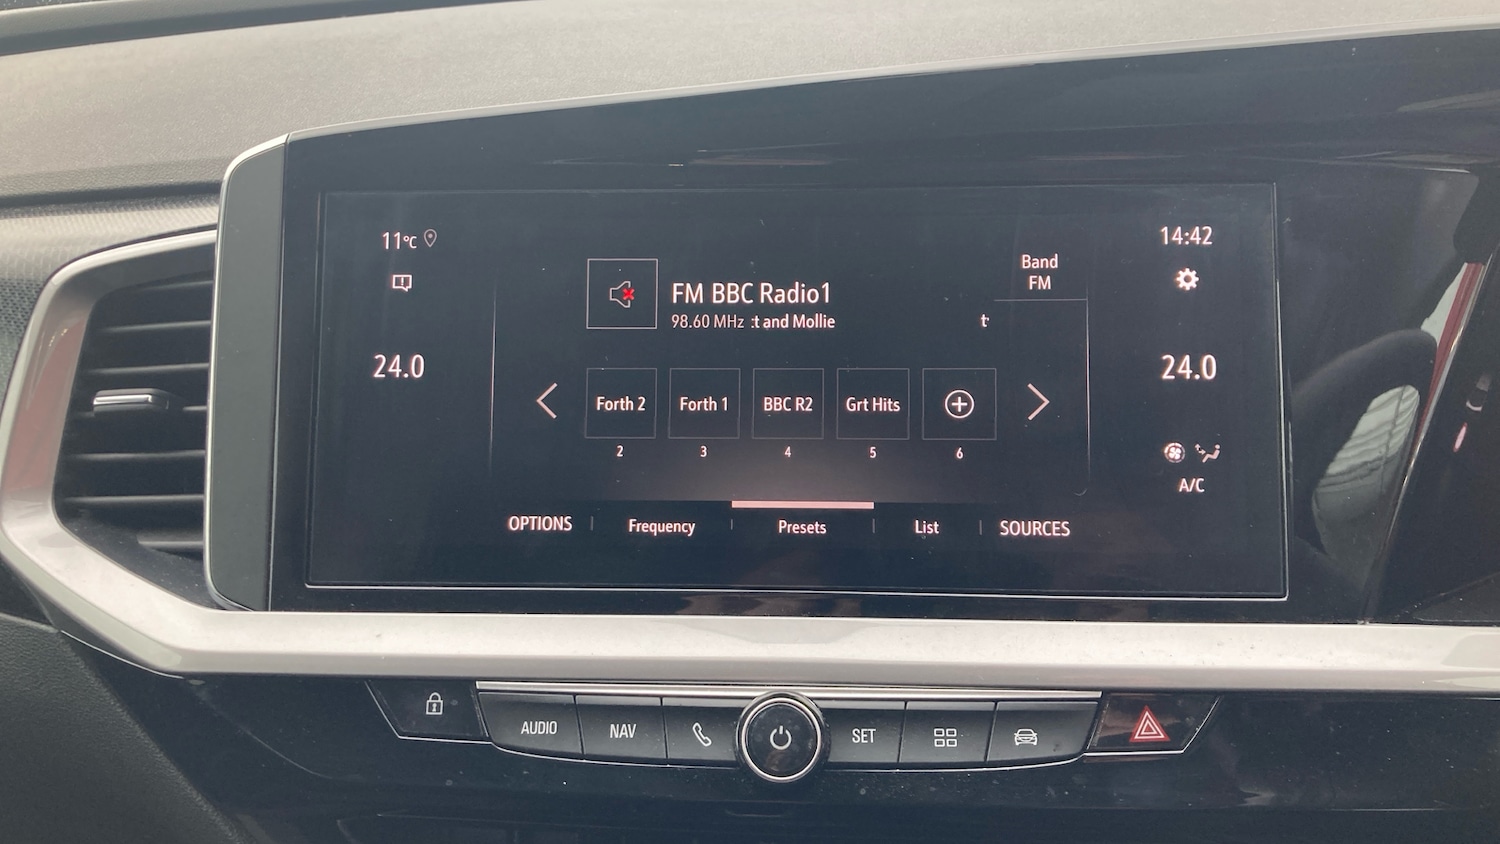 11°C
14:42
Band
FM
FM BBC Radio1
98.60 MHz :t and Mollie t
24.0
24.0
Forth 2
Forth 1
BBC R2
Grt Hits
2
3
4
5
6
A/C
OPTIONS
Frequency
Presets
List
SOURCES
AUDIO
NAV
SET